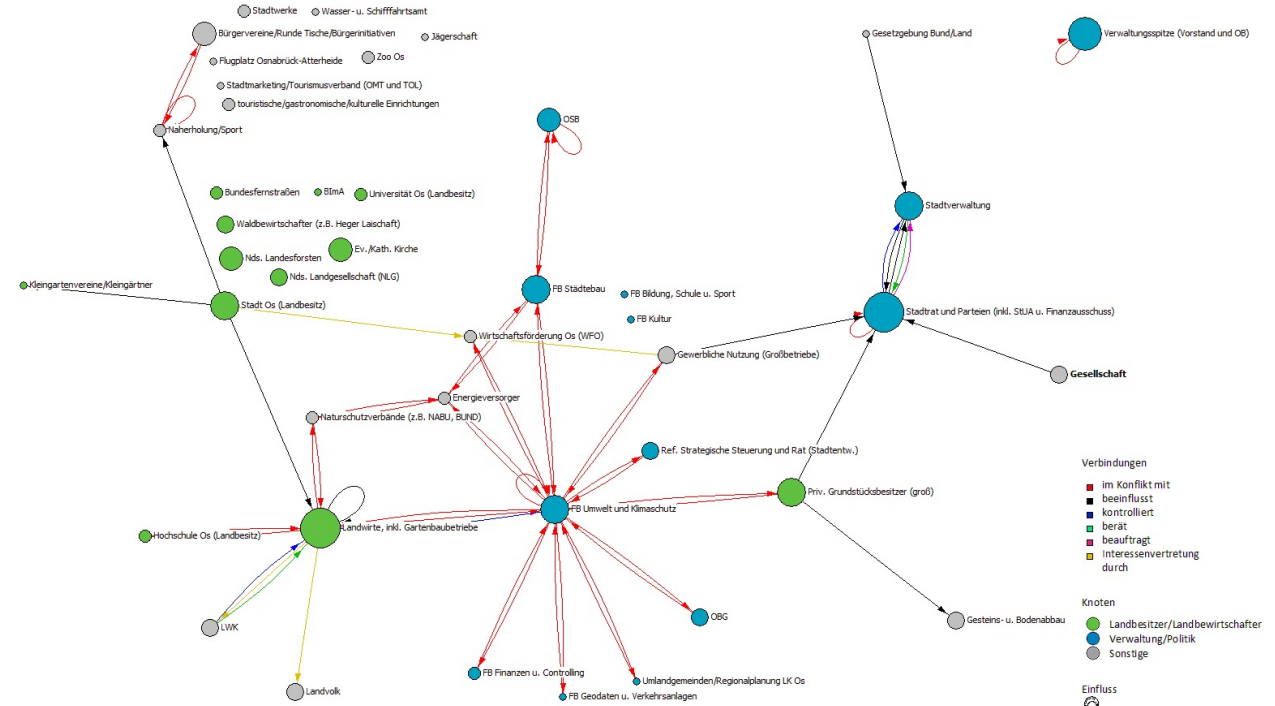 Stadtwerke
Wasser- u. Schifffahrtsamt
Bürgervereine/Runde Tische/Bürgerinitiativen
Jägerschaft
Gesetzgebung Bund/Land
Verwaltungsspitze (Vorstand und OB)
Flugplatz Osnabrück-Atterheide
Zoo Os
Stadtmarketing/Tourismusverband (OMT und TOL)
touristische/gastronomische/kulturelle Einrichtungen
OSB
Naherholung/Sport
Bundesfernstraßen
BImA
Universität Os (Landbesitz)
Stadtverwaltung
Waldbewirtschafter (z.B. Heger Laischaft)
Ev./Kath. Kirche
Nds. Landesforsten
Nds. Landgesellschaft (NLG)
Kleingartenvereine/Kleingärtner
FB Städtebau
FB Bildung, Schule u. Sport
Stadt Os (Landbesitz)
Stadtrat und Parteien (inkl. StUA u. Finanzausschuss)
FB Kultur
Wirtschaftsförderung Os (WFO)
Gewerbliche Nutzung (Großbetriebe)
Gesellschaft
Energieversorger
Naturschutzverbände (z.B. NABU, BUND)
Ref. Strategische Steuerung und Rat (Stadtentw.)
Priv. Grundstücksbesitzer (groß)
FB Umwelt und Klimaschutz
Landwirte, inkl. Gartenbaubetriebe
Hochschule Os (Landbesitz)
OBG
Gesteins- u. Bodenabbau
LWK
FB Finanzen u. Controlling
Umlandgemeinden/Regionalplanung LK Os
Landvolk
FB Geodaten u. Verkehrsanlagen
Verbindungen
im Konflikt mit
beeinflusst
kontrolliert
berät
beauftragt
Interessenvertretung
durch
Knoten
Landbesitzer/Landbewirtschafter
Verwaltung/Politik
Sonstige
Einfluss